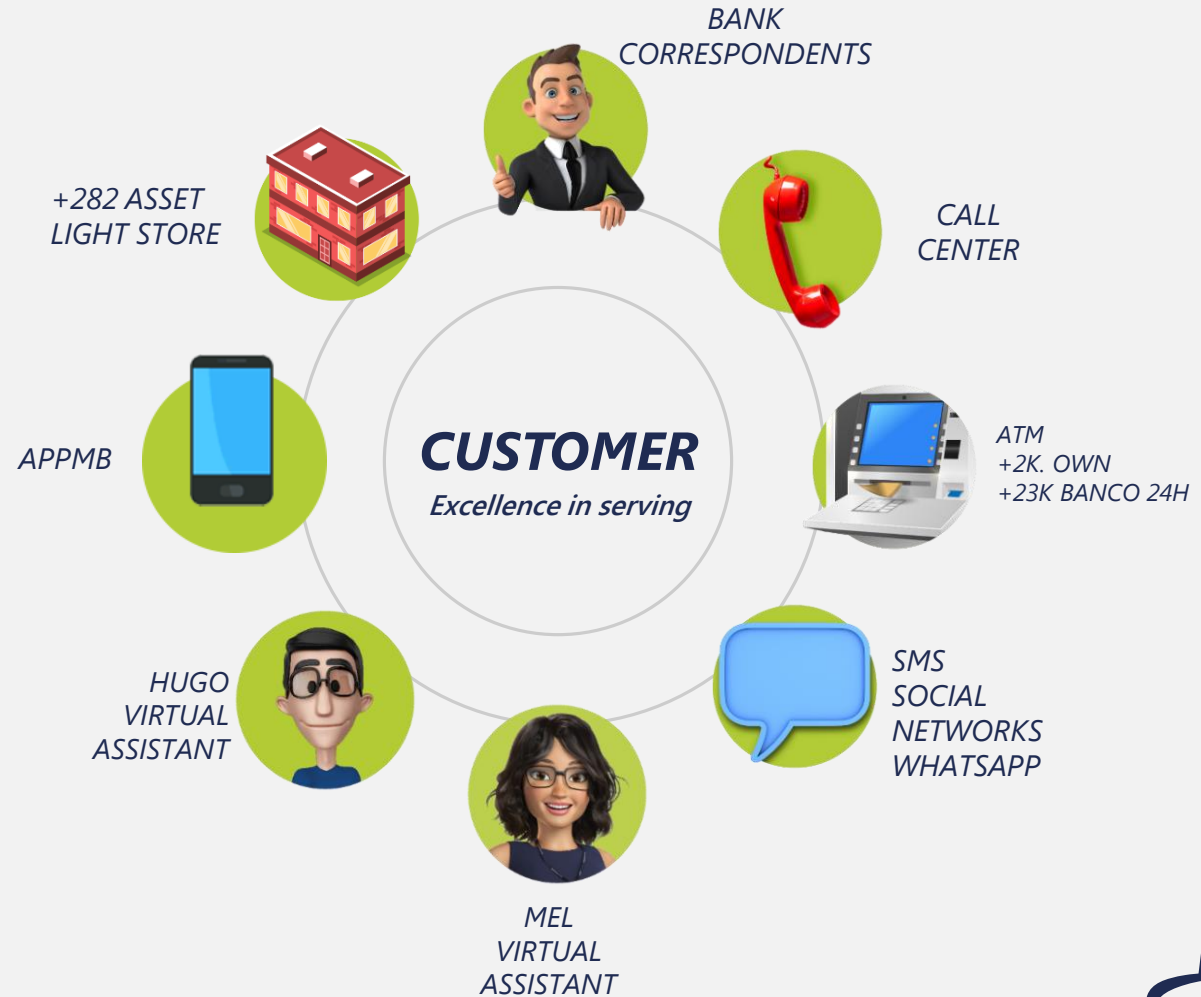 BANK
CORRESPONDENTS
+282 ASSET
LIGHT STORE
CALL
CENTER
APPMB
CUSTOMER
Excellence in serving
ATM
+2K. OWN
+23K BANCO 24H
HUGO
VIRTUAL
ASSISTANT
SMS
SOCIAL
NETWORKS
WHATSAPP
MEL
VIRTUAL
ASSISTANT